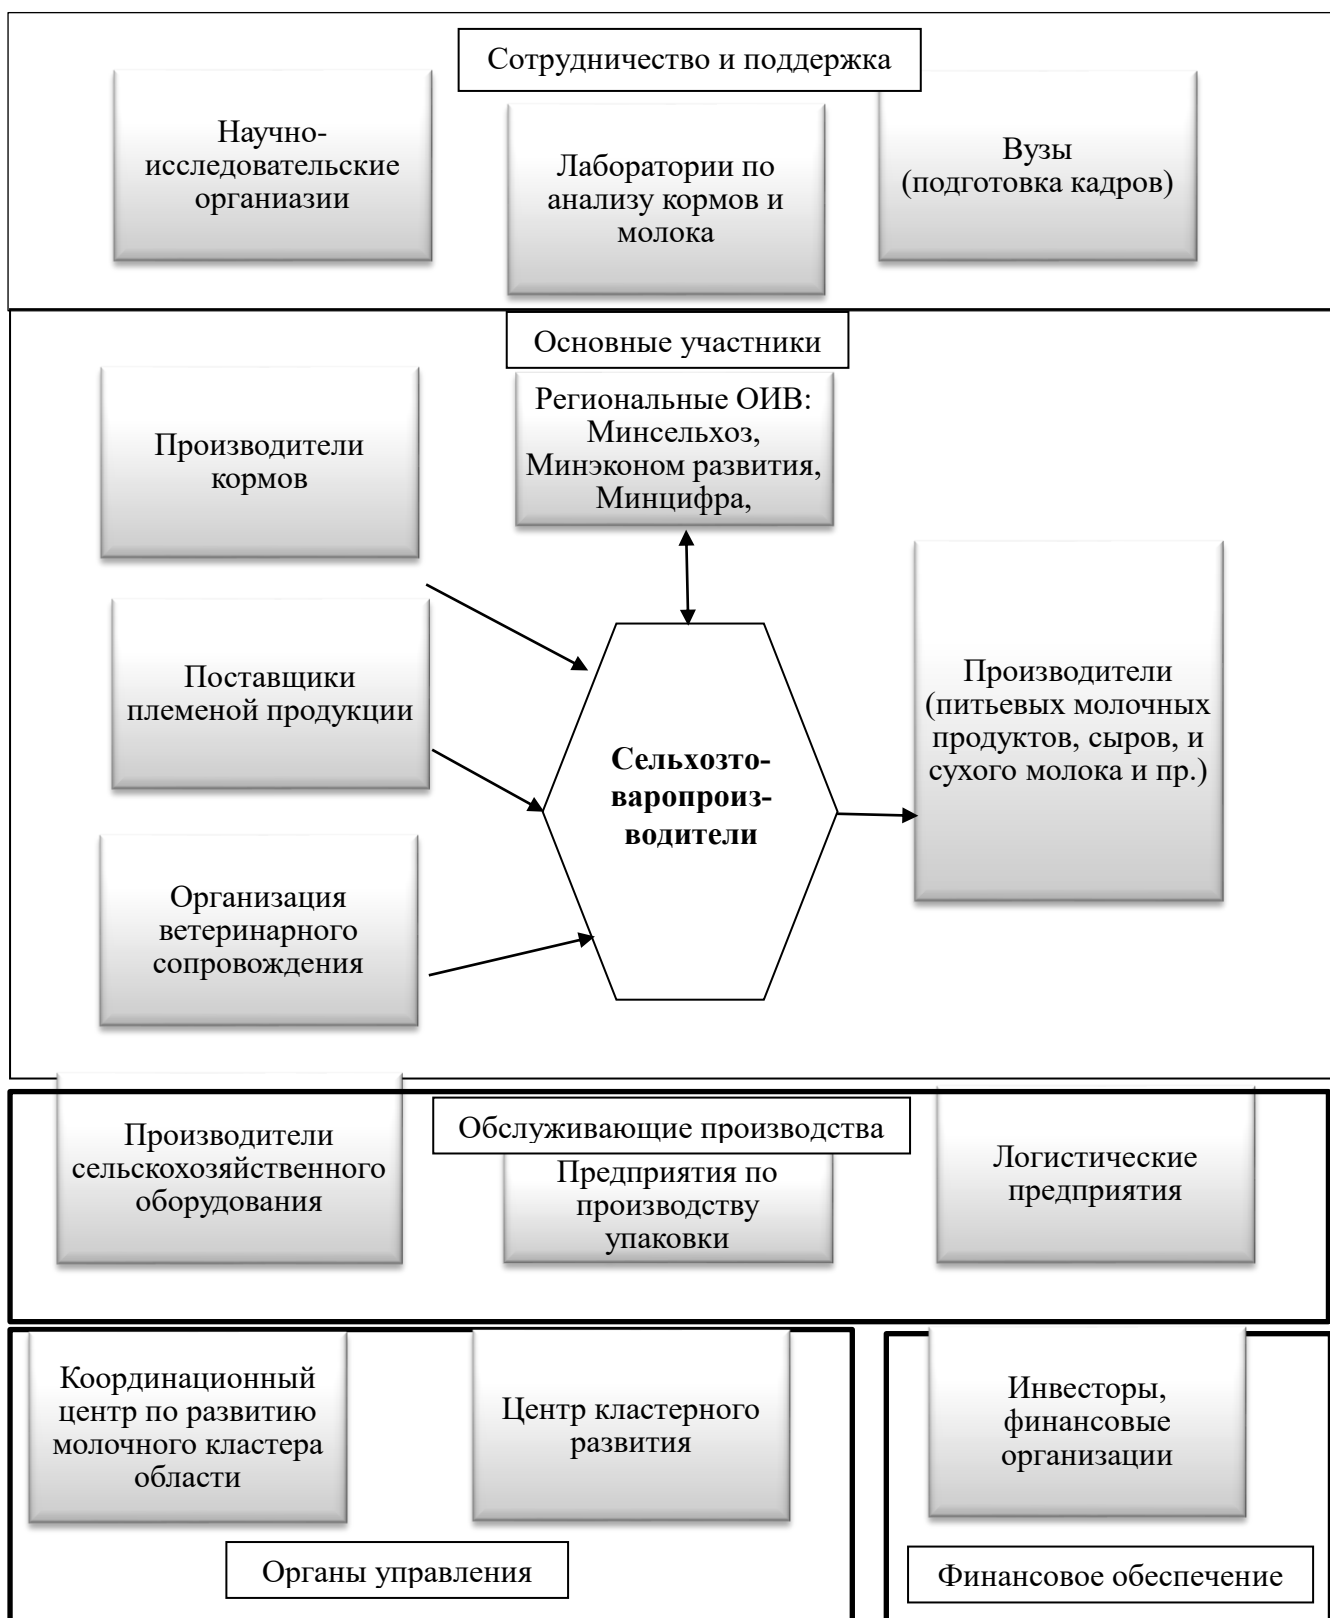 Сотрудничество и поддержка
Научно-
исследовательские
органиазии
Лаборатории по
анализу кормов и
молока
Вузы
(подготовка кадров)
Основные участники
Производители
кормов
Региональные ОИВ:
Минсельхоз,
Минэконом развития,
Минцифра,
Поставщики
племеной продукции
Организация
ветеринарного
сопровождения
Сельхозто-
варопроиз-
водители
Производители
(питьевых молочных
продуктов, сыров, и
сухого молока и пр.)
Обслуживающие производства
Производители
сельскохозяйственного
оборудования
Предприятия по
производству
упаковки
Логистические
предприятия
Координационный
центр по развитию
молочного кластера
области
Центр кластерного
развития
Органы управления
Инвесторы,
финансовые
организации
Финансовое обеспечение